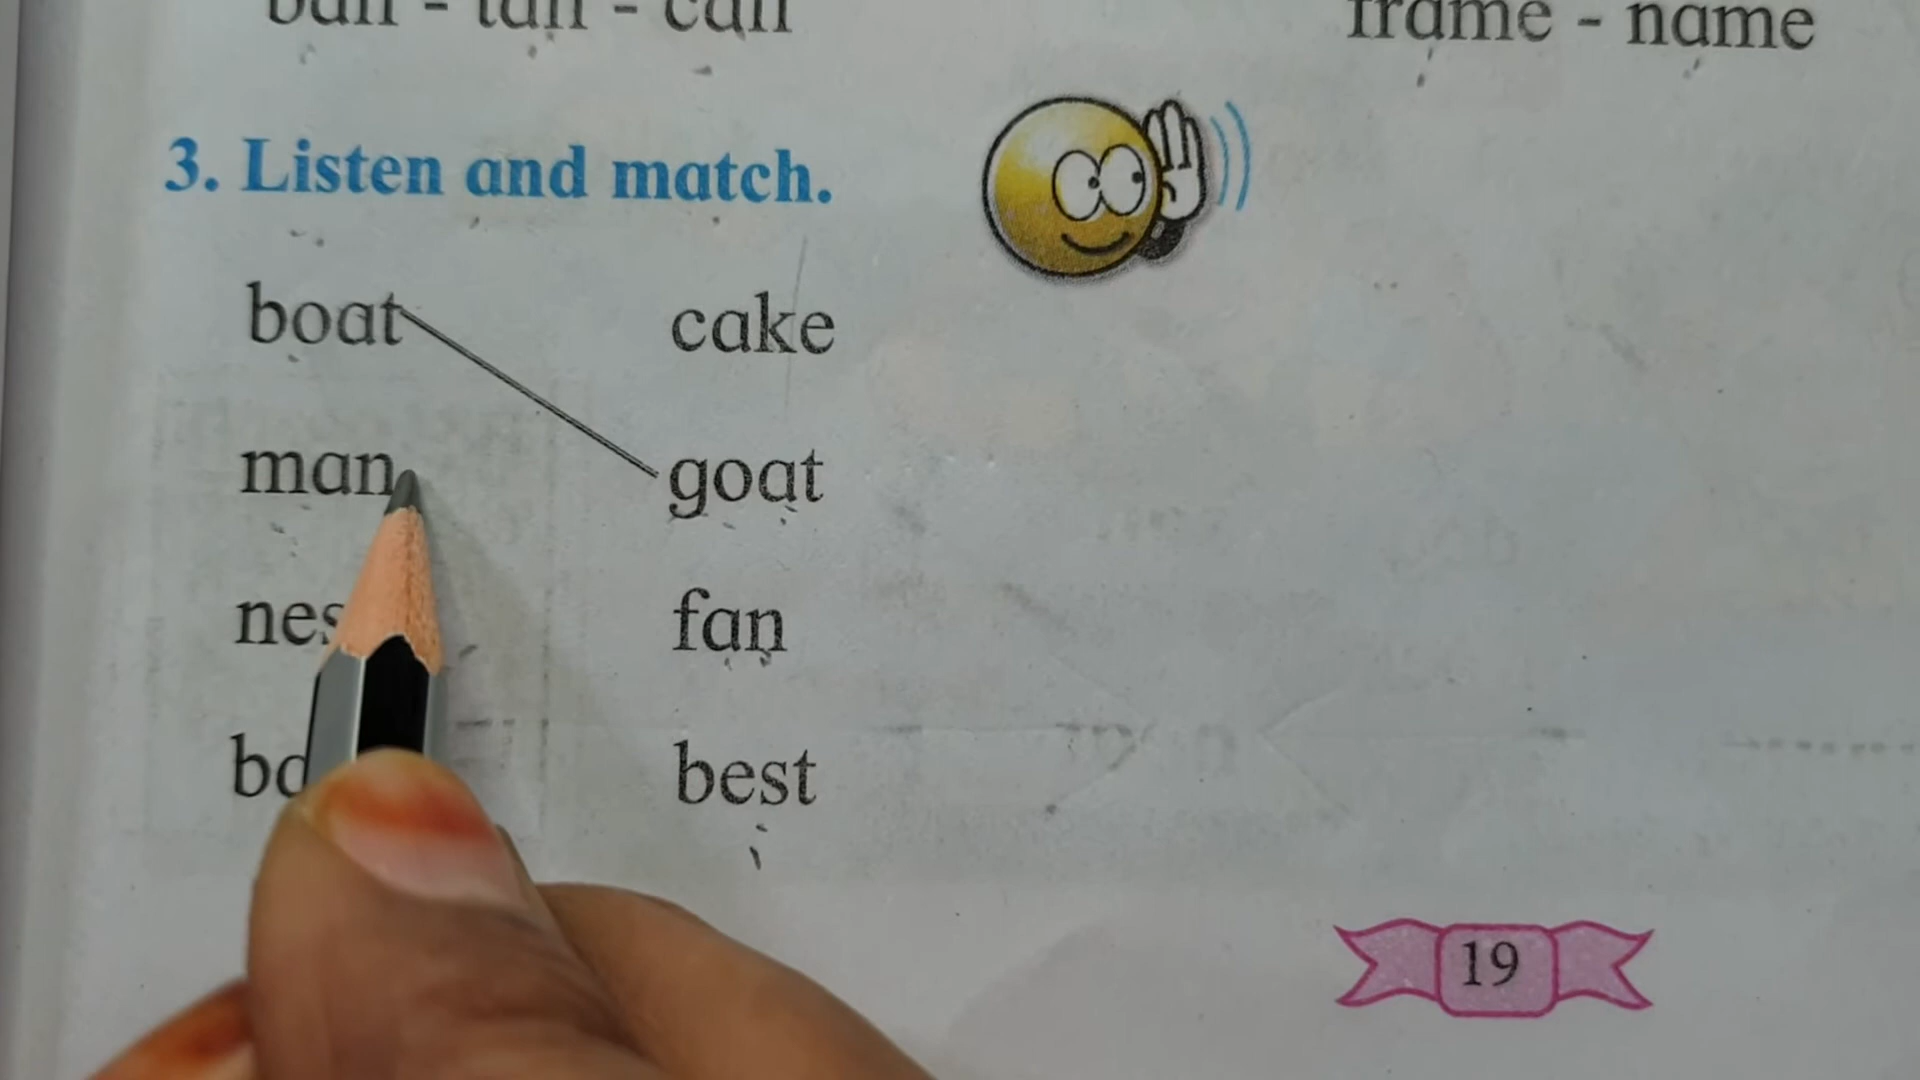 frame - name
3. Listen and match.
boat cake
man goat
fan
best
19